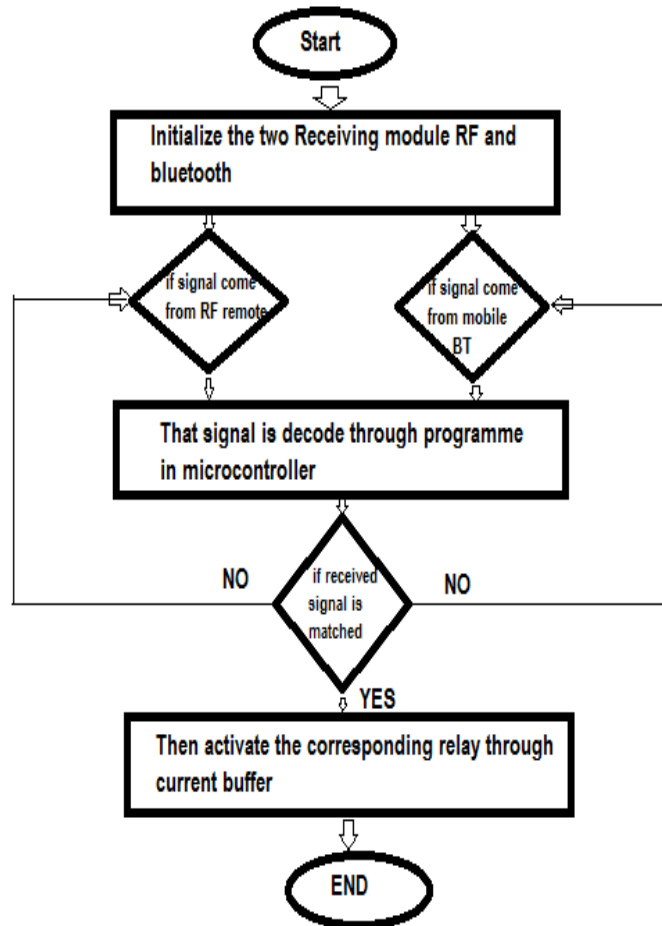 Start
Initialize the two Receiving module RF and
bluetooth
if signal come
from RF remote
if signal come
from mobile
BT
That signal is decode through programme
in microcontroller
NO
if received
signal is
matched
NO
YES
Then activate the corresponding relay through
current buffer
END